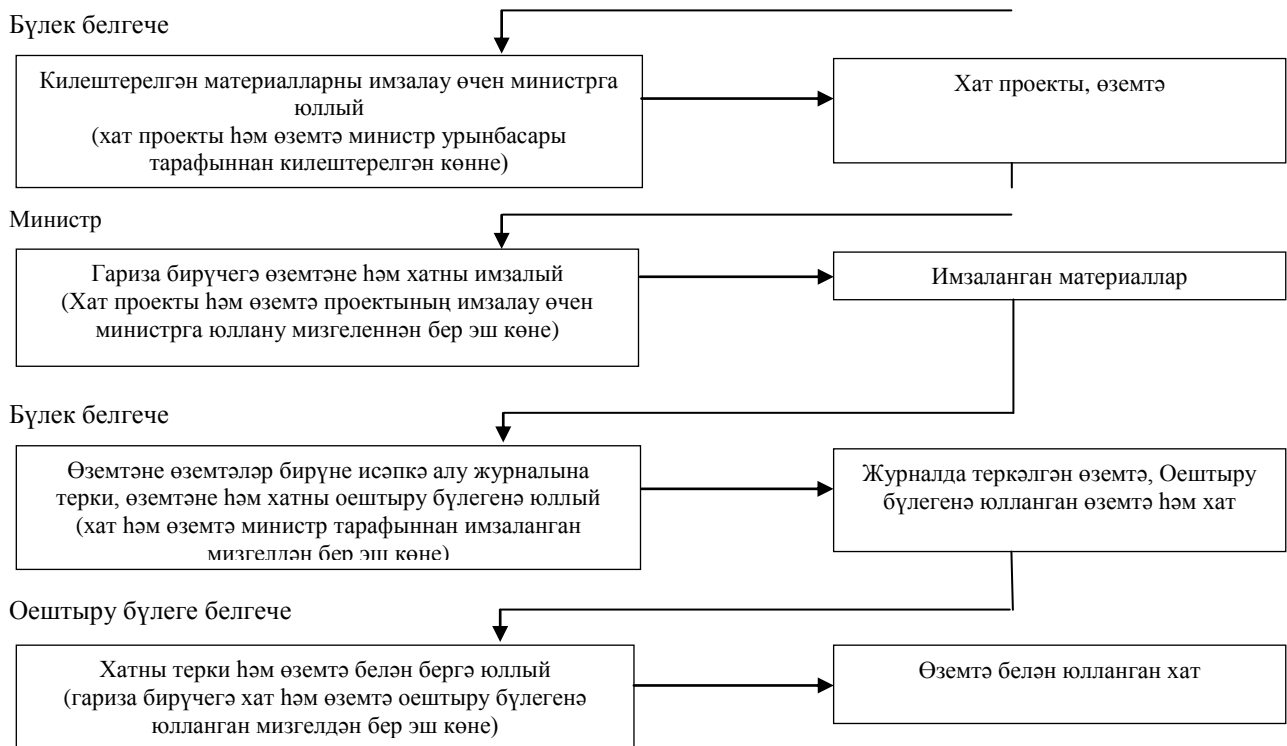 Бүлек белгече
Килештерелгән материалларны имзалау өчен министрга
юллый
(хат проекты һәм өземтә министр урынбасары
тарафыннан килештерелгән көнне)
Хат проекты, өземтә
Министр
Гариза бирүчегә өземтәне һәм хатны имзалый
(Хат проекты һәм өземтә проектының имзалау өчен
министрга юллану мизгеленнән бер эш көне)
Имзаланган материаллар
Бүлек белгече
Өземтәне өземтәләр бирүне исәпкә алу журналына
терки, өземтәне һәм хатны оештыру бүлегенә юллый
(хат һәм өземтә министр тарафыннан имзаланган
мизгелдән бер эш көне)
Журналда теркәлгән өземтә, Оештыру
бүлегенә юлланган өземтә һәм хат
Оештыру бүлеге белгече
Хатны терки һәм өземтә белән бергә юллый
(гариза бирүчегә хат һәм өземтә оештыру бүлегенә
юлланган мизгелдән бер эш көне)
Өземтә белән юлланган хат